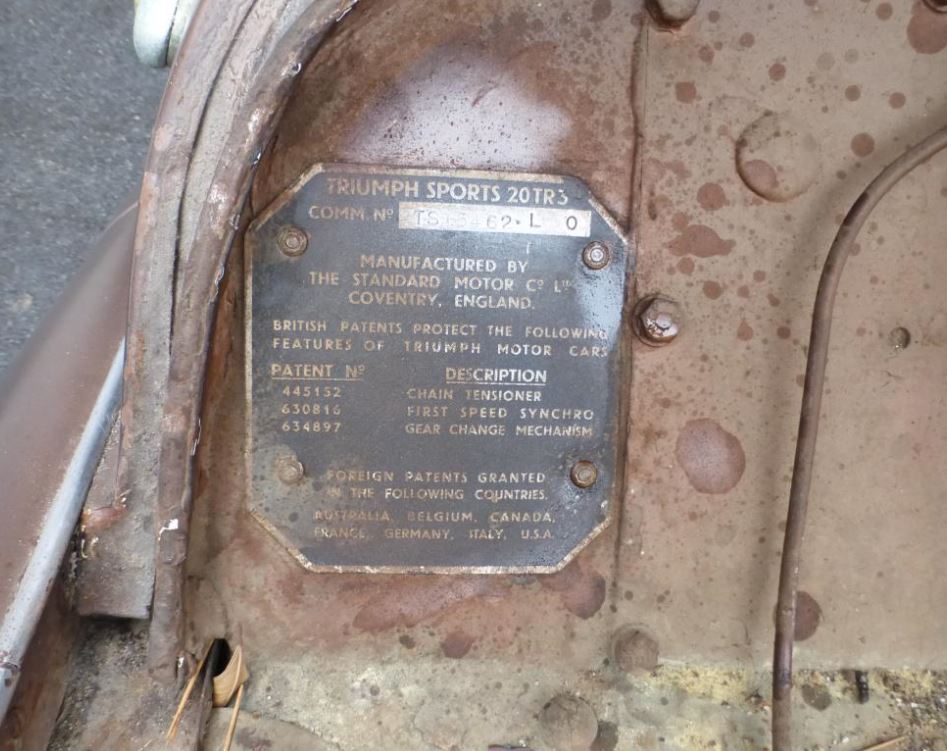 TRIUMPH SPORTS 20TR3
COMM. Nº L O
MANUFACTURED BY
THE STANDARD MOTOR Cº Lᵀᴰ
COVENTRY, ENGLAND.
BRITISH PATENTS PROTECT THE FOLLOWING
FEATURES OF TRIUMPH MOTOR CARS
PATENT Nº DESCRIPTION
445152 CHAIN TENSIONER
630816 FIRST SPEED SYNCHRO
634897 GEAR CHANGE MECHANISM
FOREIGN PATENTS GRANTED
IN THE FOLLOWING COUNTRIES.
AUSTRALIA, BELGIUM, CANADA,
FRANCE, GERMANY, ITALY, U.S.A.